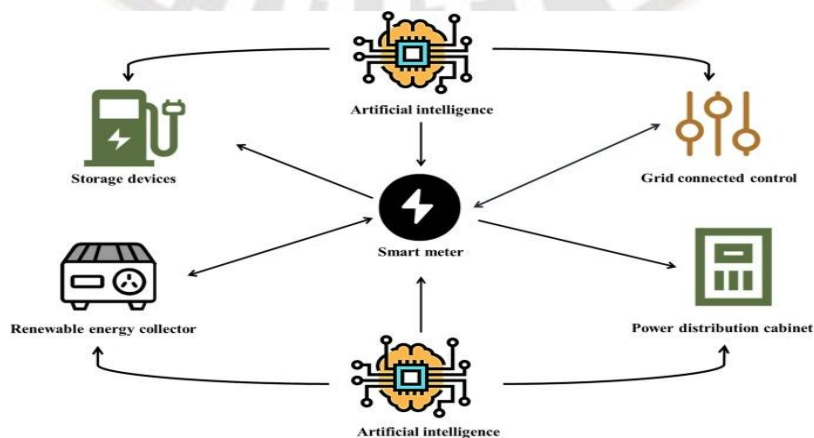 Artificial intelligence
Storage devices
Grid connected control
Smart meter
Renewable energy collector
Power distribution cabinet
Artificial intelligence